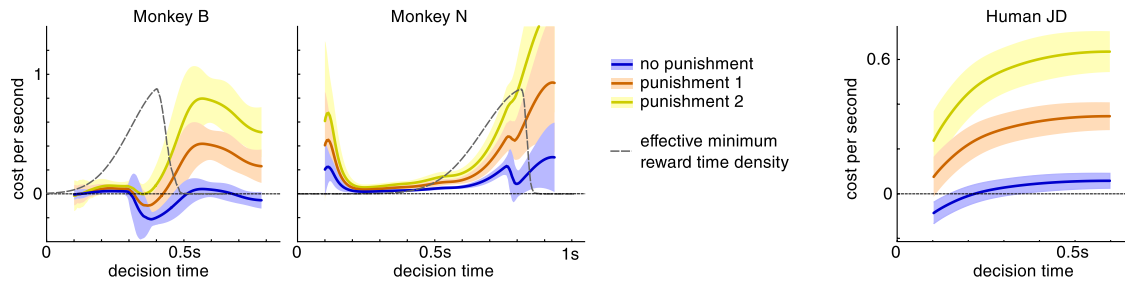 Monkey B
Monkey N
Human JD
cost per second
1
0
0
0.5s
decision time
0.5s
1s
decision time
no punishment
punishment 1
punishment 2
effective minimum
reward time density
cost per second
0.6
0
0
0.5s
decision time